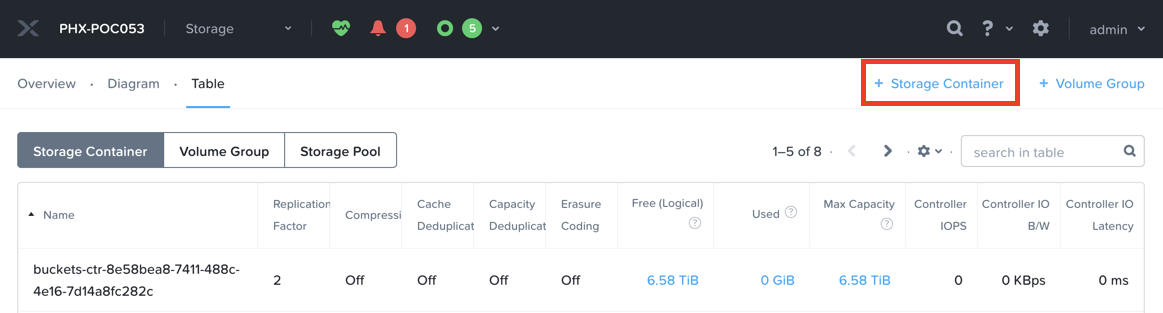 PHX-POC053 Storage 1 5 ? admin
Overview · Diagram · Table + Storage Container + Volume Group
Storage Container Volume Group Storage Pool 1–5 of 8 search in table
Name Replication Factor Compressi Cache Deduplicat Capacity Deduplicat Erasure Coding Free (Logical) ? Used ? Max Capacity ? Controller IOPS Controller IO B/W Controller IO Latency
buckets-ctr-8e58bea8-7411-488c-
4e16-7d14a8fc282c 2 Off Off Off Off 6.58 TiB 0 GiB 6.58 TiB 0 0 KBps 0 ms